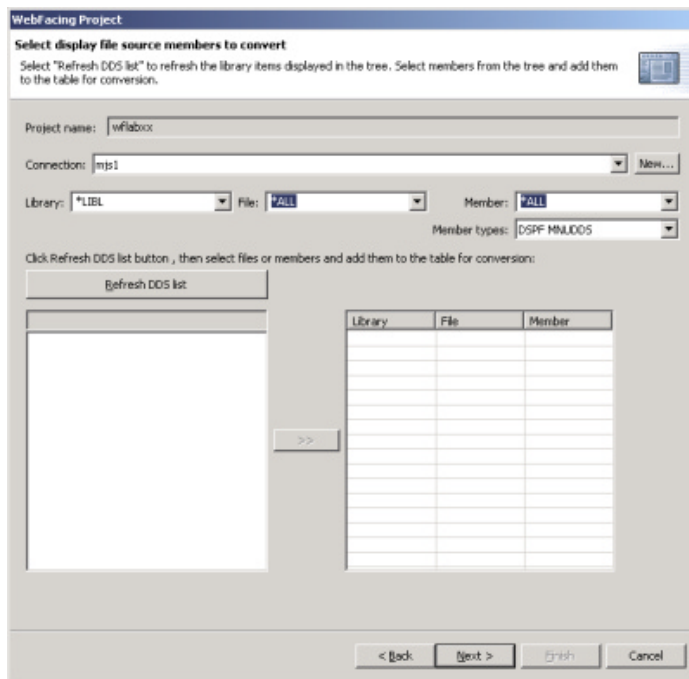 WebFacing Project
Select display file source members to convert
Select "Refresh DDS list" to refresh the library items displayed in the tree. Select members from the tree and add them
to the table for conversion.
Project name: wflabxx
Connection: mjs1 New...
Library: *LIBL File: *ALL Member: *ALL
Member types: DSPF MNUDDS
Click Refresh DDS list button , then select files or members and add them to the table for conversion:
Refresh DDS list
Library File Member
>>
< Back Next > Finish Cancel